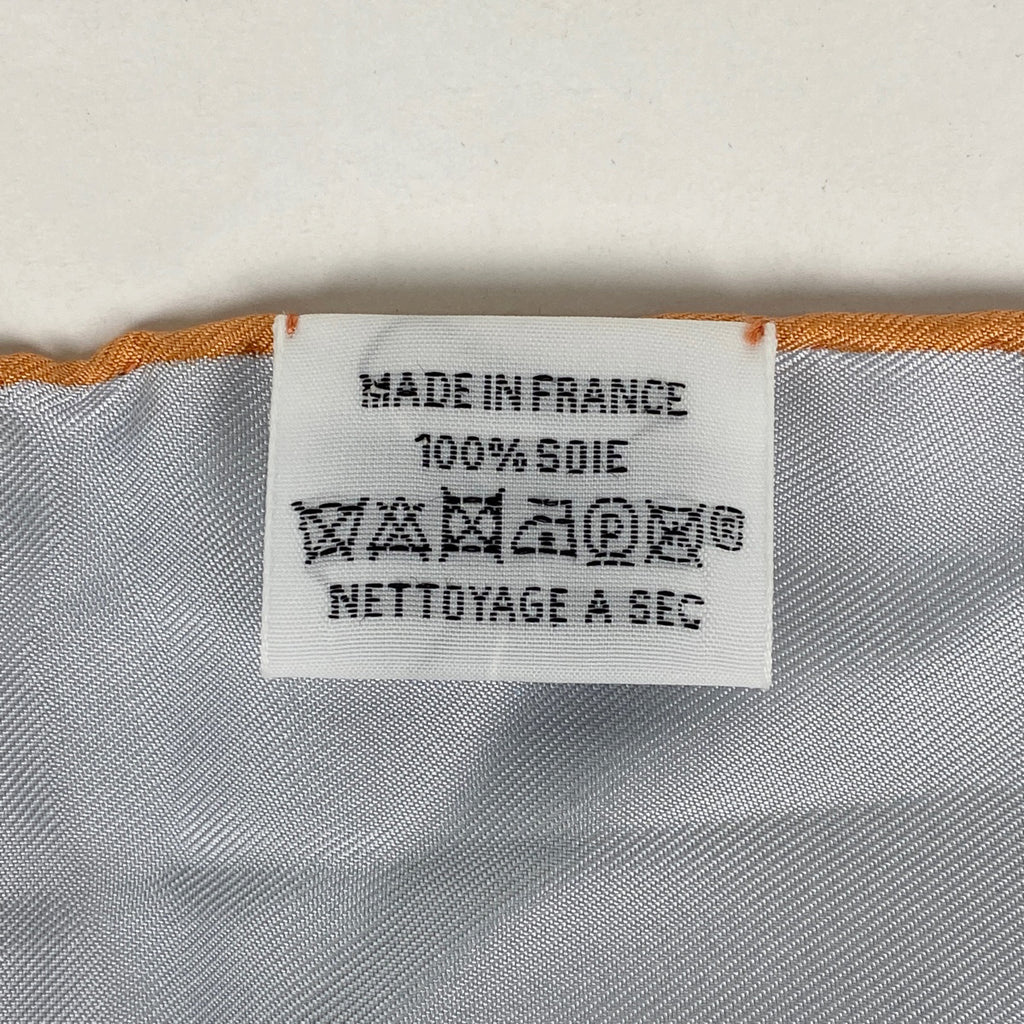 MADE IN FRANCE
100% SOIE
P ®
NETTOYAGE A SEC